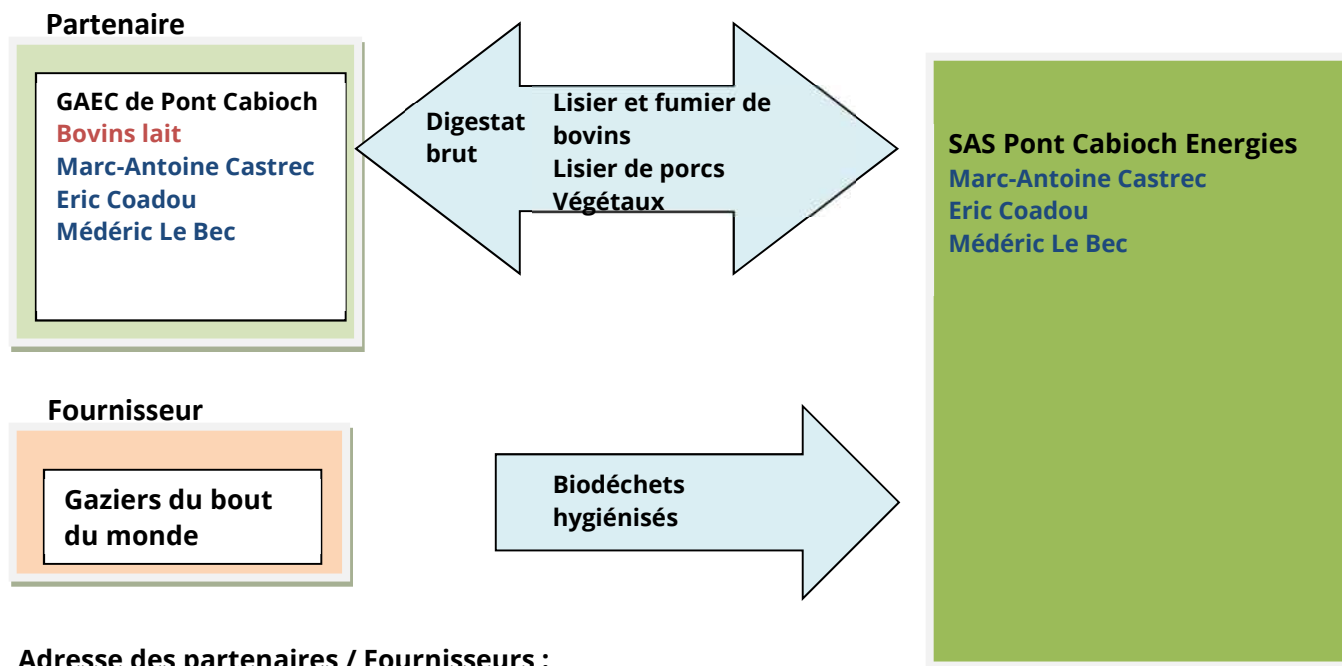 Partenaire
GAEC de Pont Cabioch
Bovins lait
Marc-Antoine Castrec
Eric Coadou
Médéric Le Bec
Digestat
brut
Lisier et fumier de
bovins
Lisier de porcs
Végétaux
SAS Pont Cabioch Energies
Marc-Antoine Castrec
Eric Coadou
Médéric Le Bec
Fournisseur
Gaziers du bout
du monde
Biodéchets
hygiénisés
Adresse des partenaires / Fournisseurs :